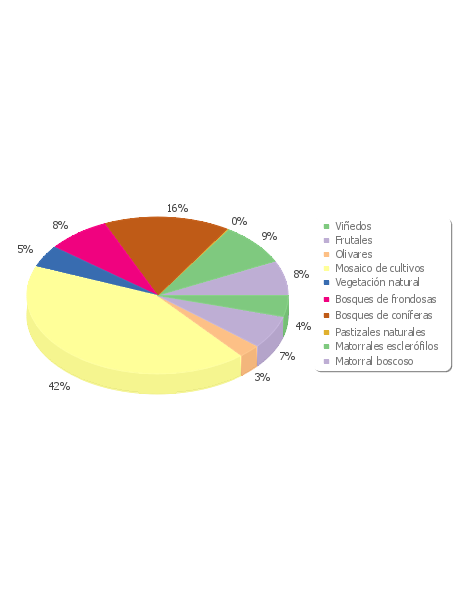 16%
0%
8%
9%
5%
8%
4%
7%
3%
42%
Viñedos
Frutales
Olivares
Mosaico de cultivos
Vegetación natural
Bosques de frondosas
Bosques de coníferas
Pastizales naturales
Matorrales esclerófilos
Matorral boscoso